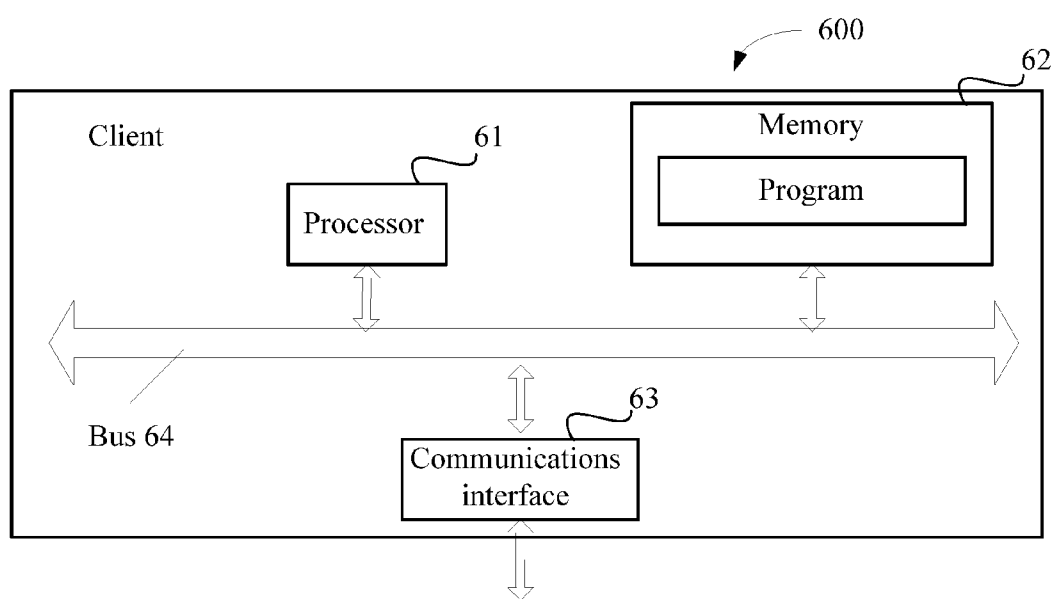 600
62
Client
61
Memory
Program
Processor
63
Bus 64
Communications
interface